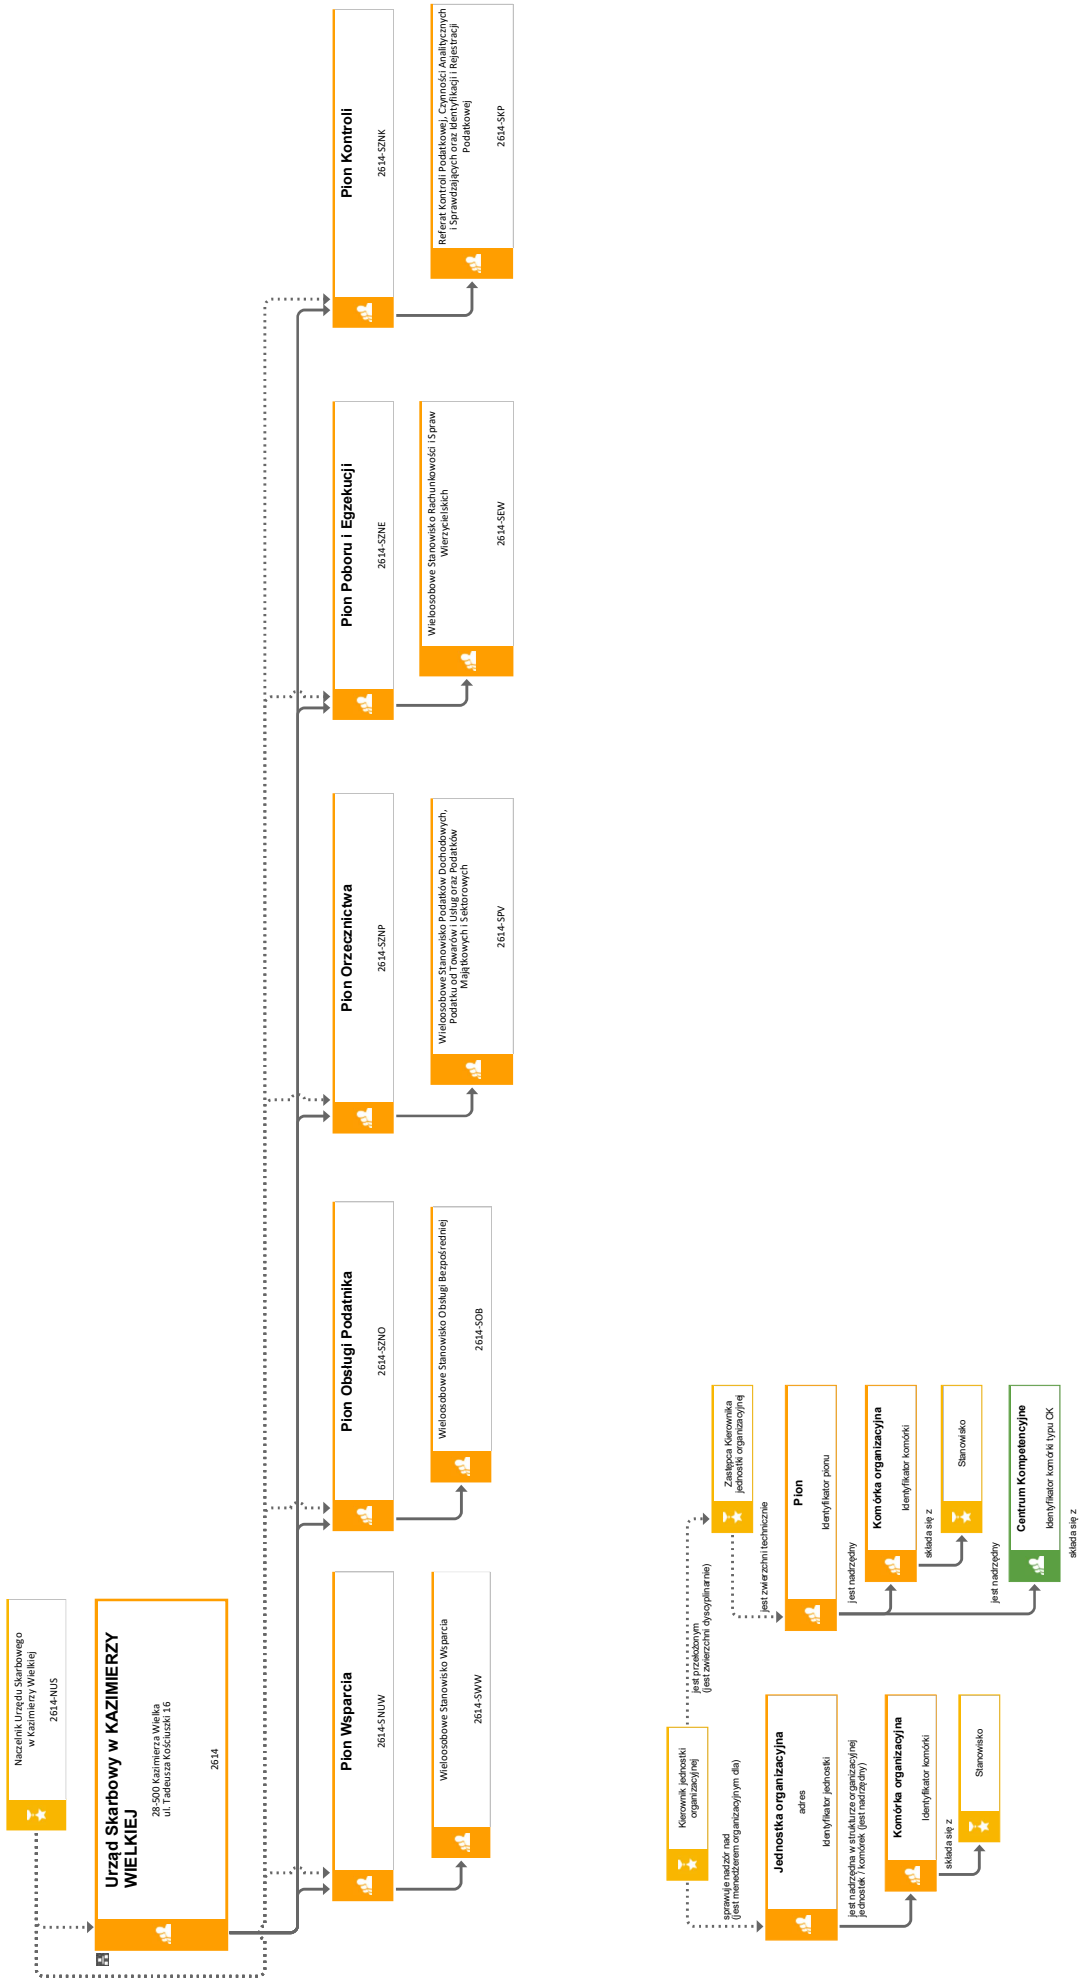 Naczelnik Urzędu Skarbowego
w Kazimierzy Wielkiej
2614-NUS
Urząd Skarbowy w KAZIMIERZY
WIELKIEJ
28-500 Kazimierza Wielka
ul. Tadeusza Kościuszki 16
2614
Pion Wsparcia
2614-SNUW
Wieloosobowe Stanowisko Wsparcia
2614-SWW
Pion Obsługi Podatnika
2614-SZNO
Wieloosobowe Stanowisko Obsługi Bezpośredniej
2614-SOB
Pion Orzecznictwa
2614-SZNP
Wieloosobowe Stanowisko Podatków Dochodowych,
Podatku od Towarów i Usług oraz Podatków
Majątkowych i Sektorowych
2614-SPV
Pion Poboru i Egzekucji
2614-SZNE
Wieloosobowe Stanowisko Rachunkowości i Spraw
Wierzycielskich
2614-SEW
Pion Kontroli
2614-SZNK
Referat Kontroli Podatkowej, Czynności Analitycznych
i Sprawdzających oraz Identyfikacji i Rejestracji
Podatkowej
2614-SKP
Kierownik jednostki
organizacyjnej
sprawuje nadzór nad
(jest menedżerem organizacyjnym dla)
Jednostka organizacyjna
adres
Identyfikator jednostki
jest nadrzędna w strukturze organizacyjnej
jednostek / komórek (jest nadrzędny)
Komórka organizacyjna
Identyfikator komórki
składa się z
Stanowisko
jest przełożonym
(jest zwierzchni dyscyplinarnie)
Zastępca Kierownika
jednostki organizacyjnej
jest zwierzchni technicznie
Pion
Identyfikator pionu
jest nadrzędny
Komórka organizacyjna
Identyfikator komórki
składa się z
Stanowisko
jest nadrzędny
Centrum Kompetencyjne
Identyfikator komórki typu CK
składa się z